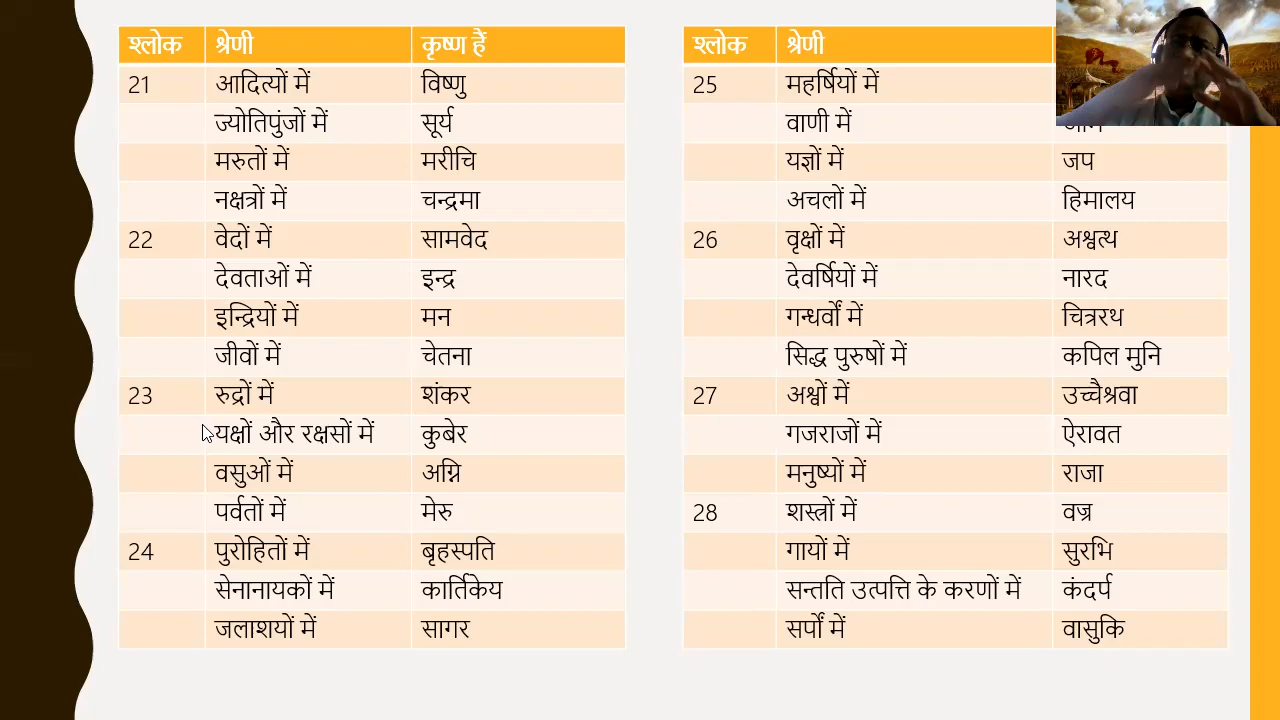 श्लोक श्रेणी कृष्ण हैं
21 आदित्यों में विष्णु
ज्योतिपुंजों में सूर्य
मरुतों में मरीचि
नक्षत्रों में चन्द्रमा
22 वेदों में सामवेद
देवताओं में इन्द्र
इन्द्रियों में मन
जीवों में चेतना
23 रुद्रों में शंकर
यक्षों और रक्षसों में कुबेर
वसुओं में अग्नि
पर्वतों में मेरु
24 पुरोहितों में बृहस्पति
सेनानायकों में कार्तिकेय
जलाशयों में सागर
श्लोक श्रेणी
25 महर्षियों में
वाणी में
यज्ञों में जप
अचलों में हिमालय
26 वृक्षों में अश्वत्थ
देवर्षियों में नारद
गन्धर्वों में चित्ररथ
सिद्ध पुरुषों में कपिल मुनि
27 अश्वों में उच्चैश्रवा
गजराजों में ऐरावत
मनुष्यों में राजा
28 शस्त्रों में वज्र
गायों में सुरभि
सन्तति उत्पत्ति के करणों में कंदर्प
सर्पों में वासुकि